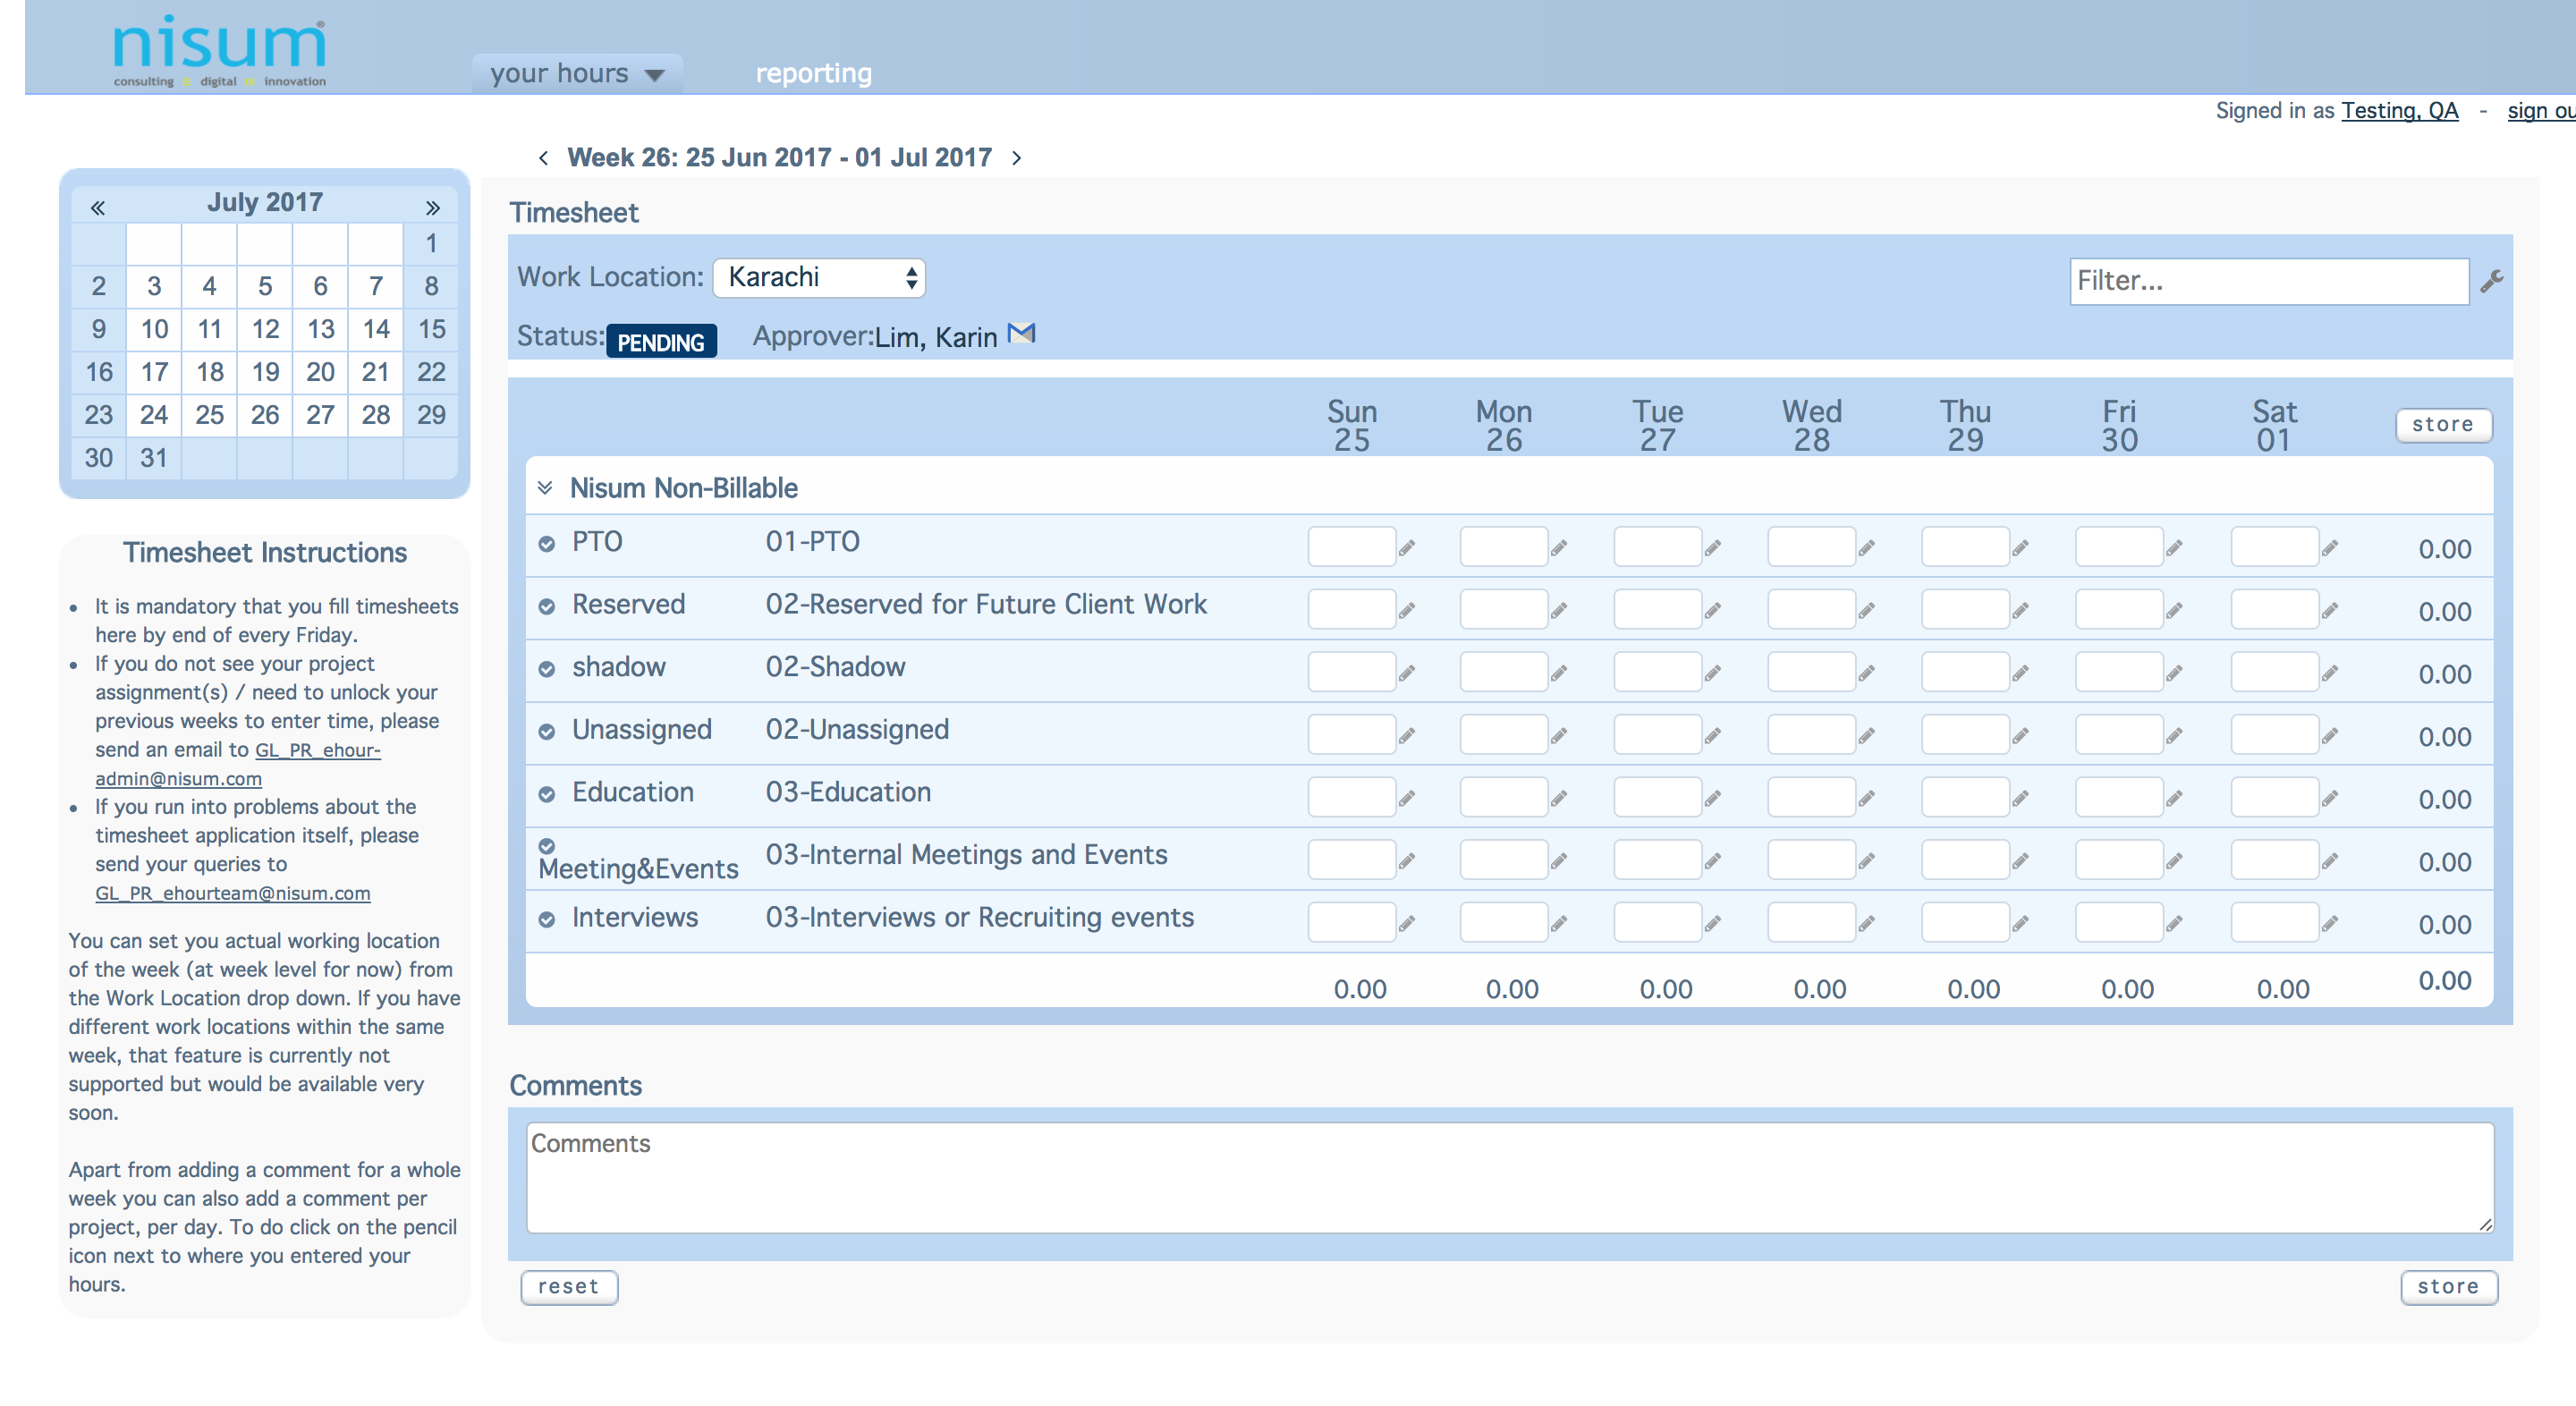 nisum®
consulting digital innovation
your hours
reporting
Signed in as Testing, QA - sign ou
< Week 26: 25 Jun 2017 - 01 Jul 2017 >
« July 2017 »
1
2 3 4 5 6 7 8
9 10 11 12 13 14 15
16 17 18 19 20 21 22
23 24 25 26 27 28 29
30 31
Timesheet Instructions
• It is mandatory that you fill timesheets
here by end of every Friday.
• If you do not see your project
assignment(s) / need to unlock your
previous weeks to enter time, please
send an email to GL_PR_ehour-
admin@nisum.com
• If you run into problems about the
timesheet application itself, please
send your queries to
GL_PR_ehourteam@nisum.com
You can set you actual working location
of the week (at week level for now) from
the Work Location drop down. If you have
different work locations within the same
week, that feature is currently not
supported but would be available very
soon.
Apart from adding a comment for a whole
week you can also add a comment per
project, per day. To do click on the pencil
icon next to where you entered your
hours.
Timesheet
Work Location: Karachi
Filter...
Status: PENDING Approver:Lim, Karin
Sun Mon Tue Wed Thu Fri Sat
25 26 27 28 29 30 01
store
Nisum Non-Billable
PTO 01-PTO 0.00
Reserved 02-Reserved for Future Client Work 0.00
shadow 02-Shadow 0.00
Unassigned 02-Unassigned 0.00
Education 03-Education 0.00
Meeting&Events 03-Internal Meetings and Events 0.00
Interviews 03-Interviews or Recruiting events 0.00
0.00 0.00 0.00 0.00 0.00 0.00 0.00 0.00
Comments
Comments
reset
store